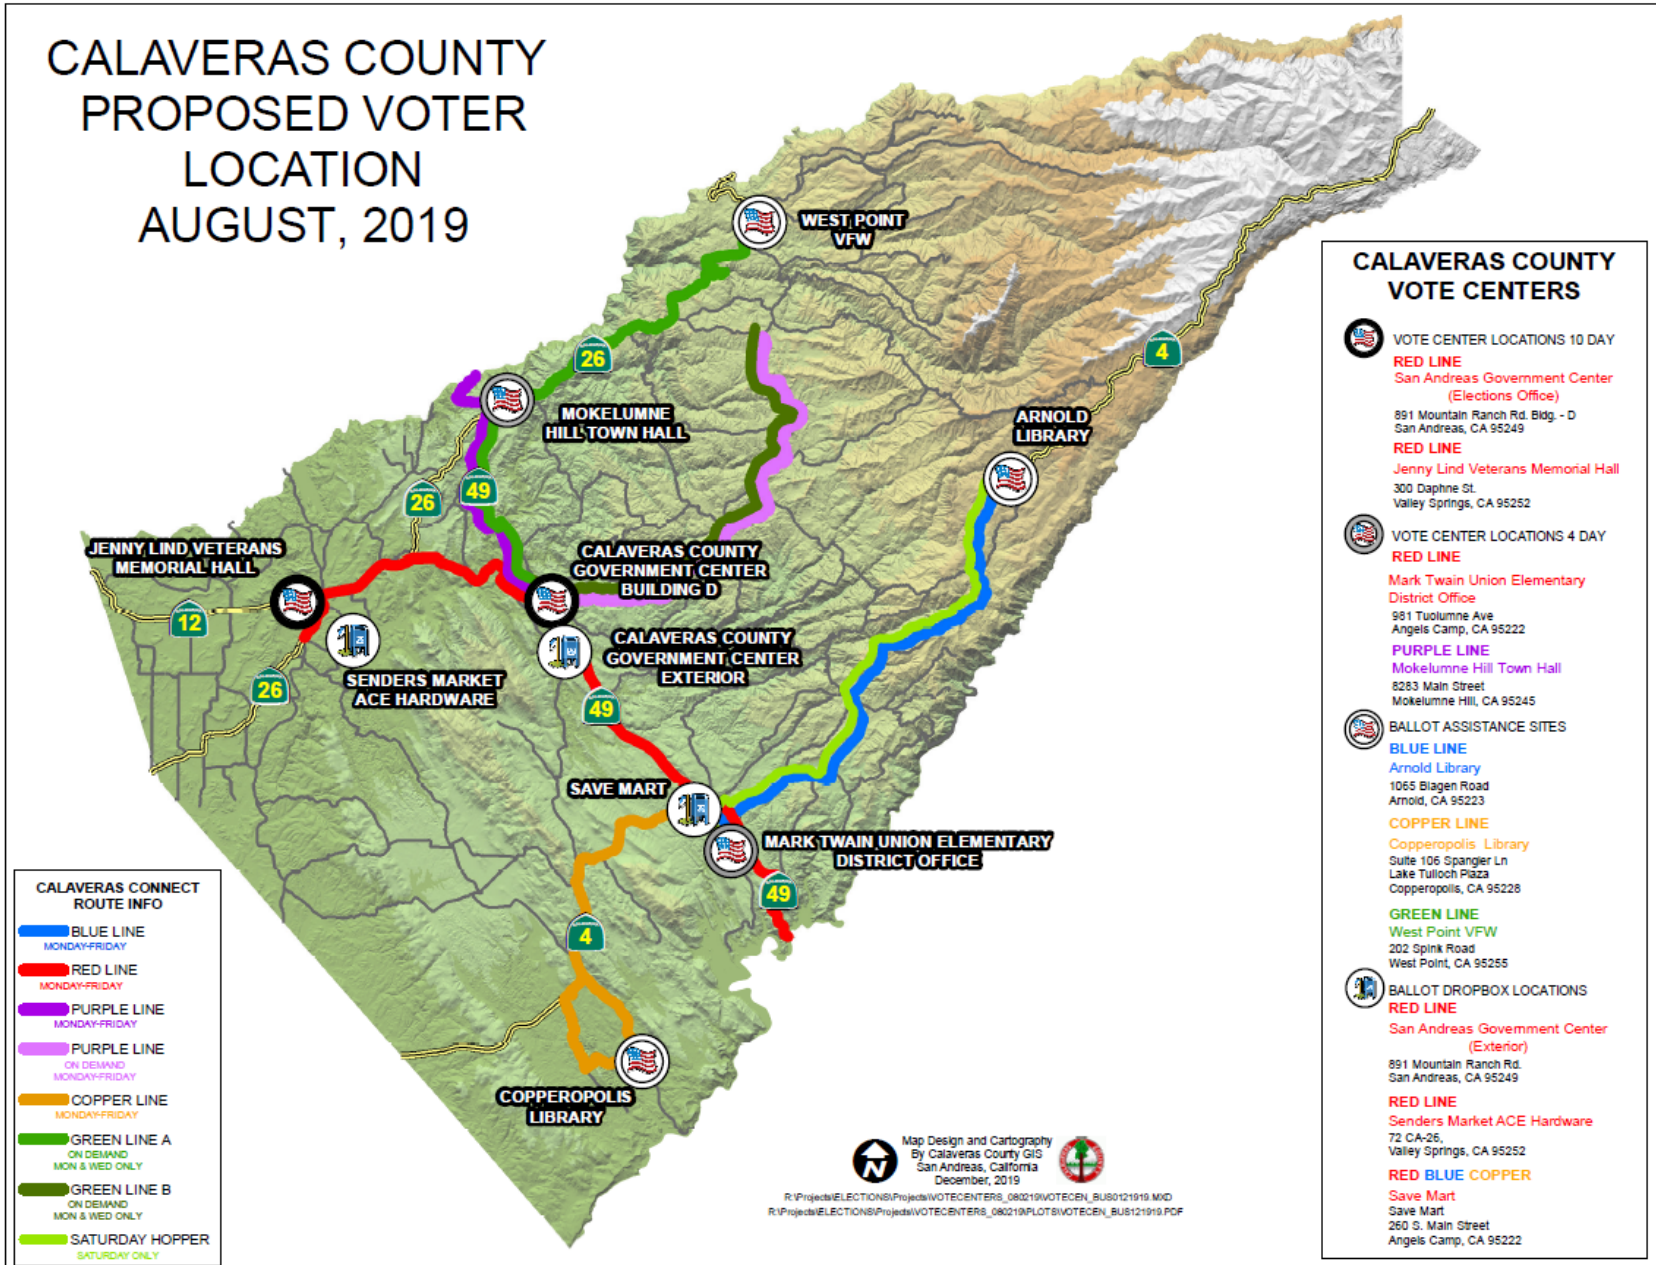 CALAVERAS COUNTY
PROPOSED VOTER
LOCATION
AUGUST, 2019
WEST POINT
VFW
26
4
MOKELUMNE
HILL TOWN HALL
ARNOLD
LIBRARY
26
49
JENNY LIND VETERANS
MEMORIAL HALL
CALAVERAS COUNTY
GOVERNMENT CENTER
BUILDING D
12
CALAVERAS COUNTY
GOVERNMENT CENTER
EXTERIOR
SENDERS MARKET
ACE HARDWARE
26
49
SAVE MART
MARK TWAIN UNION ELEMENTARY
DISTRICT OFFICE
49
4
COPPEROPOLIS
LIBRARY
CALAVERAS CONNECT
ROUTE INFO
BLUE LINE
MONDAY-FRIDAY
RED LINE
MONDAY-FRIDAY
PURPLE LINE
MONDAY-FRIDAY
PURPLE LINE
ON DEMAND
MONDAY-FRIDAY
COPPER LINE
MONDAY-FRIDAY
GREEN LINE A
ON DEMAND
MON & WED ONLY
GREEN LINE B
ON DEMAND
MON & WED ONLY
SATURDAY HOPPER
SATURDAY ONLY
N
Map Design and Cartography
By Calaveras County GIS
San Andreas, California
December, 2019
R:\Projects\ELECTIONS\Projects\VOTECENTERS_080219\VOTECEN_BUS0121919.MXD
R:\Projects\ELECTIONS\Projects\VOTECENTERS_080219\PLOTS\VOTECEN_BUS121919.PDF
CALAVERAS COUNTY
VOTE CENTERS
VOTE CENTER LOCATIONS 10 DAY
RED LINE
San Andreas Government Center
(Elections Office)
891 Mountain Ranch Rd. Bldg. - D
San Andreas, CA 95249
RED LINE
Jenny Lind Veterans Memorial Hall
300 Daphne St.
Valley Springs, CA 95252
VOTE CENTER LOCATIONS 4 DAY
RED LINE
Mark Twain Union Elementary
District Office
981 Tuolumne Ave
Angels Camp, CA 95222
PURPLE LINE
Mokelumne Hill Town Hall
8283 Main Street
Mokelumne Hill, CA 95245
BALLOT ASSISTANCE SITES
BLUE LINE
Arnold Library
1065 Blagen Road
Arnold, CA 95223
COPPER LINE
Copperopolis Library
Suite 106 Spangler Ln
Lake Tulloch Plaza
Copperopolis, CA 95228
GREEN LINE
West Point VFW
202 Spink Road
West Point, CA 95255
BALLOT DROPBOX LOCATIONS
RED LINE
San Andreas Government Center
(Exterior)
891 Mountain Ranch Rd.
San Andreas, CA 95249
RED LINE
Senders Market ACE Hardware
72 CA-26,
Valley Springs, CA 95252
RED BLUE COPPER
Save Mart
Save Mart
260 S. Main Street
Angels Camp, CA 95222